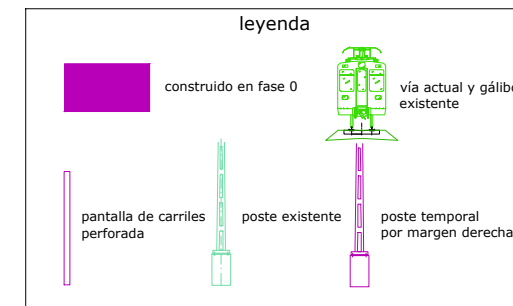 leyenda
construido en fase 0
vía actual y gálibo
existente
pantalla de carriles
perforada
poste existente
poste temporal
por margen derecha